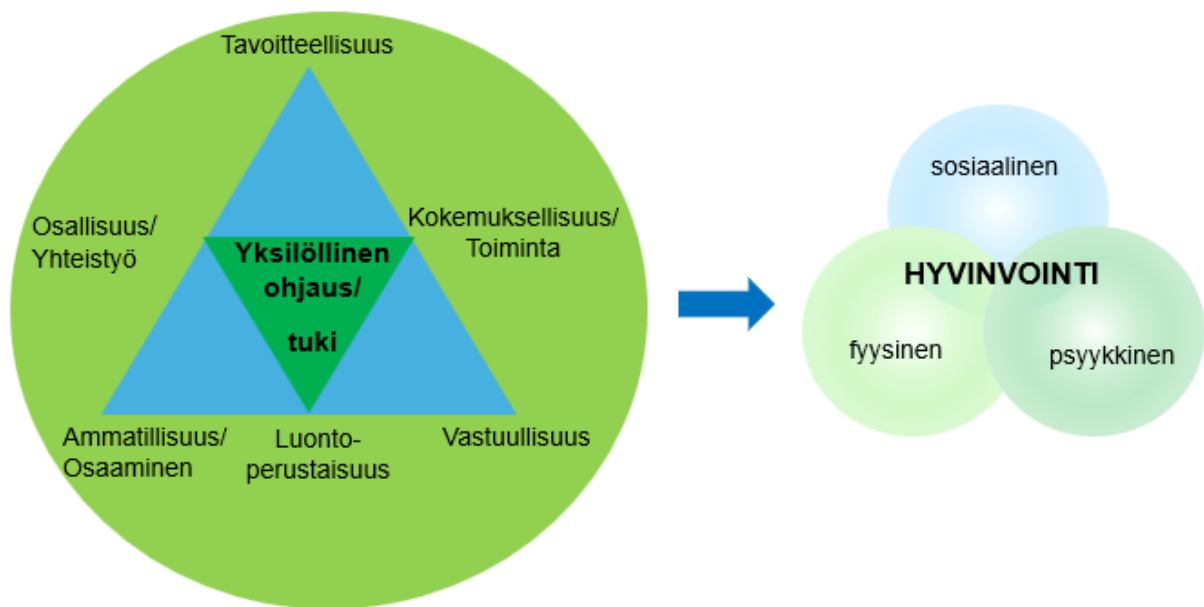 Tavoitteellisuus
Osallisuus/
Yhteistyö
Kokemuksellisuus/
Toiminta
Yksilöllinen
ohjaus/
tuki
Ammatillisuus/
Osaaminen
Luonto-
perustaisuus
Vastuullisuus
sosiaalinen
HYVINVOINTI
fyysinen
psyykkinen